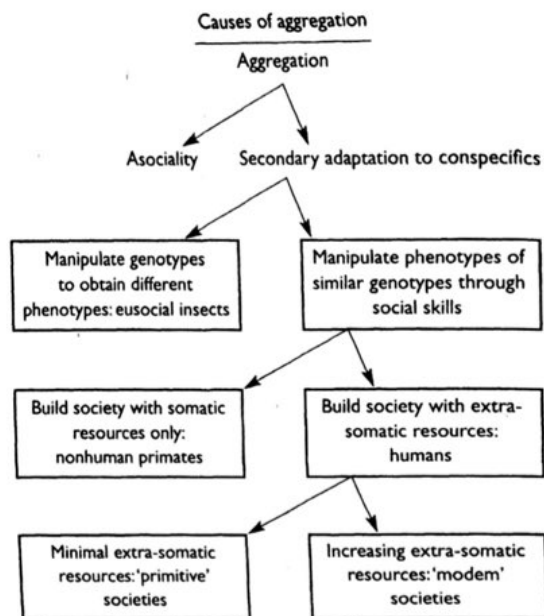 Causes of aggregation
Aggregation
Asociality
Secondary adaptation to conspecifics
Manipulate genotypes
to obtain different
phenotypes: eusocial insects
Manipulate phenotypes of
similar genotypes through
social skills
Build society with somatic
resources only:
nonhuman primates
Build society with extra-
somatic resources:
humans
Minimal extra-somatic
resources: 'primitive'
societies
Increasing extra-somatic
resources: 'modem'
societies